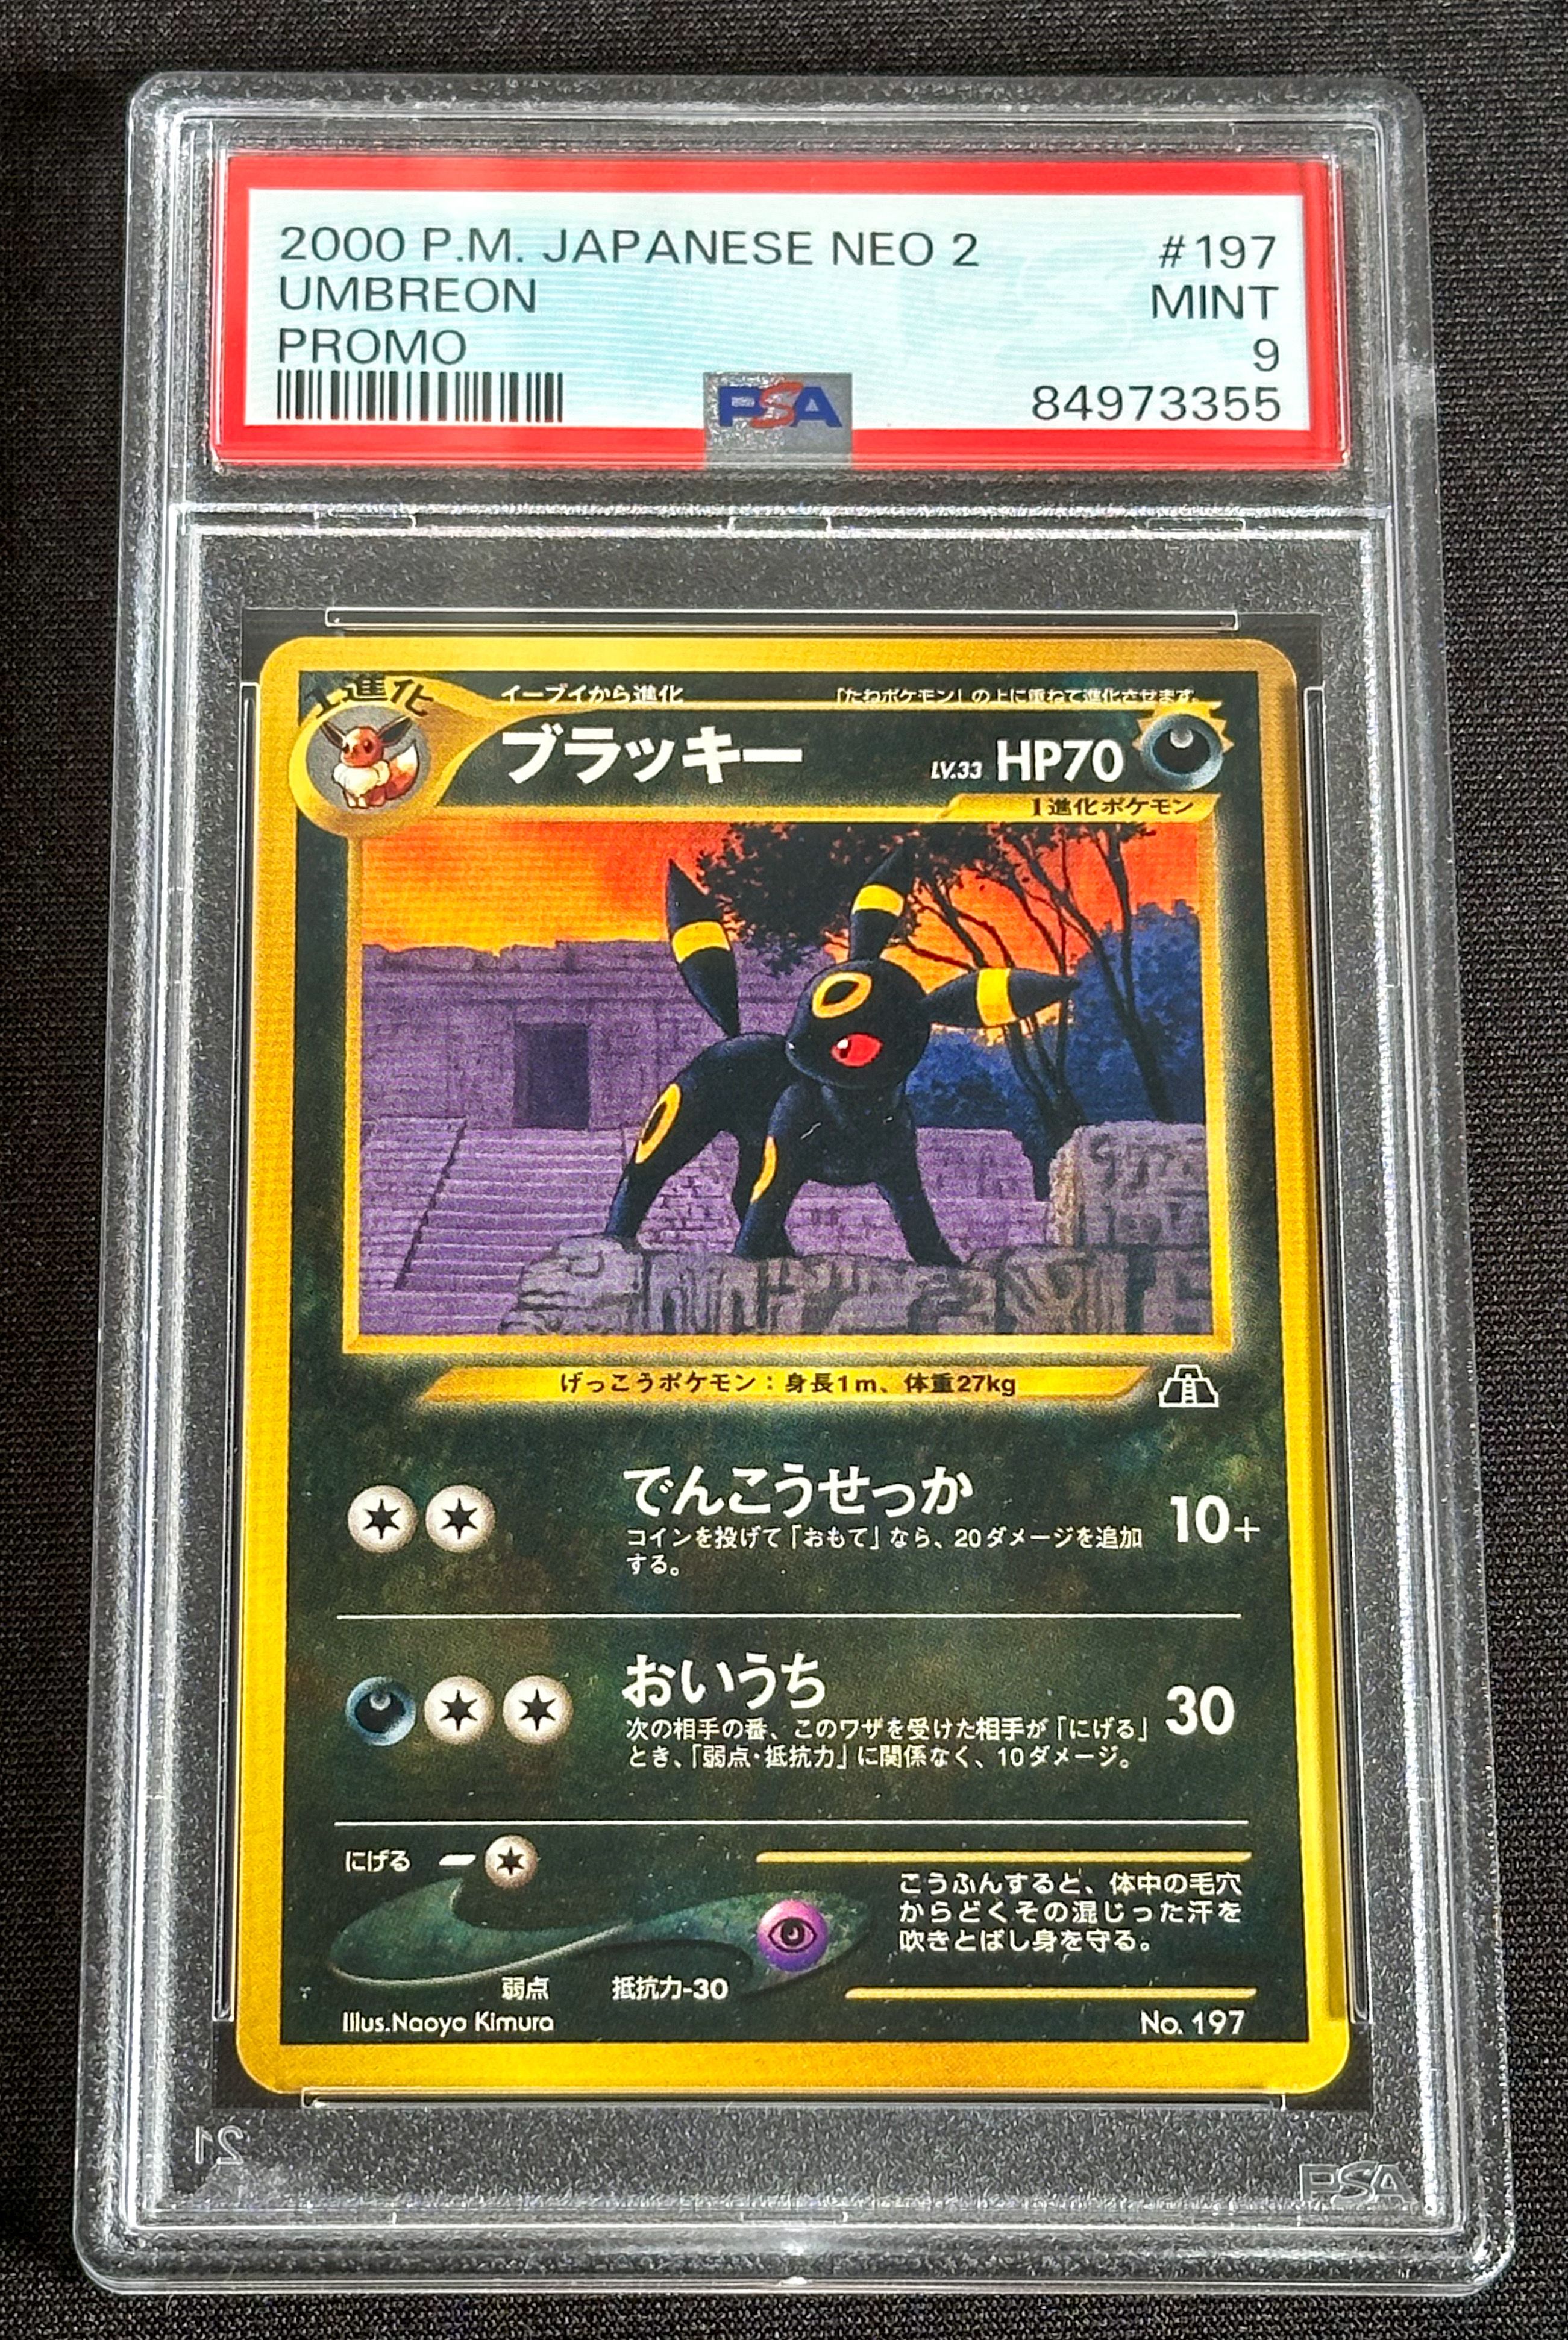 2000 P.M. JAPANESE NEO 2 #197
UMBREON MINT
PROMO 9
PSA 84973355
1進化
イーブイから進化 「たねポケモン」の上に重ねて進化させます
ブラッキー LV.33 HP70
1進化ポケモン
げっこうポケモン：身長1m、体重27kg
でんこうせっか 10+
コインを投げて「おもて」なら、20ダメージを追加
する。
おいうち 30
次の相手の番、このワザを受けた相手が「にげる」
とき、「弱点・抵抗力」に関係なく、10ダメージ。
にげる
こうふんすると、体中の毛穴
からどくその混じった汗を
吹きとばし身を守る。
弱点 抵抗力-30
Illus.Naoyo Kimura No. 197
21 PSA